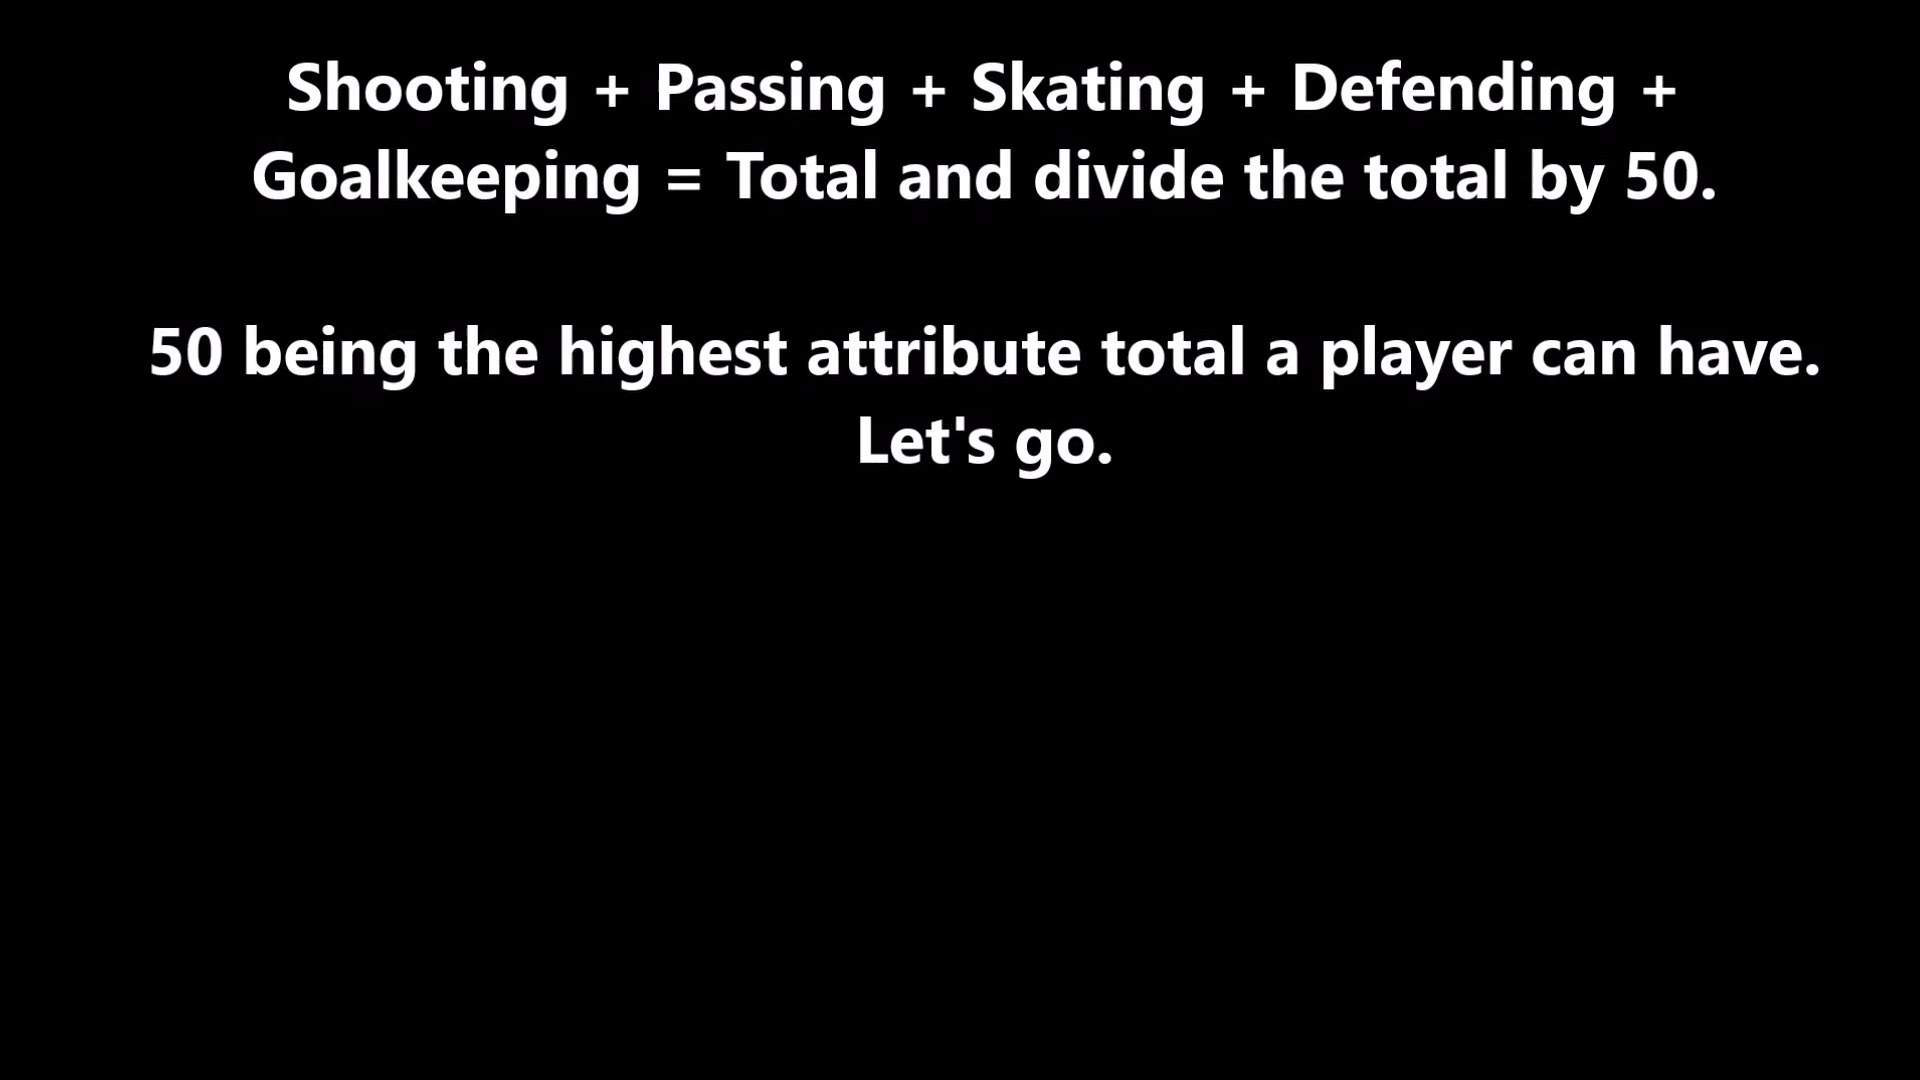 Shooting + Passing + Skating + Defending +
Goalkeeping = Total and divide the total by 50.
50 being the highest attribute total a player can have.
Let's go.